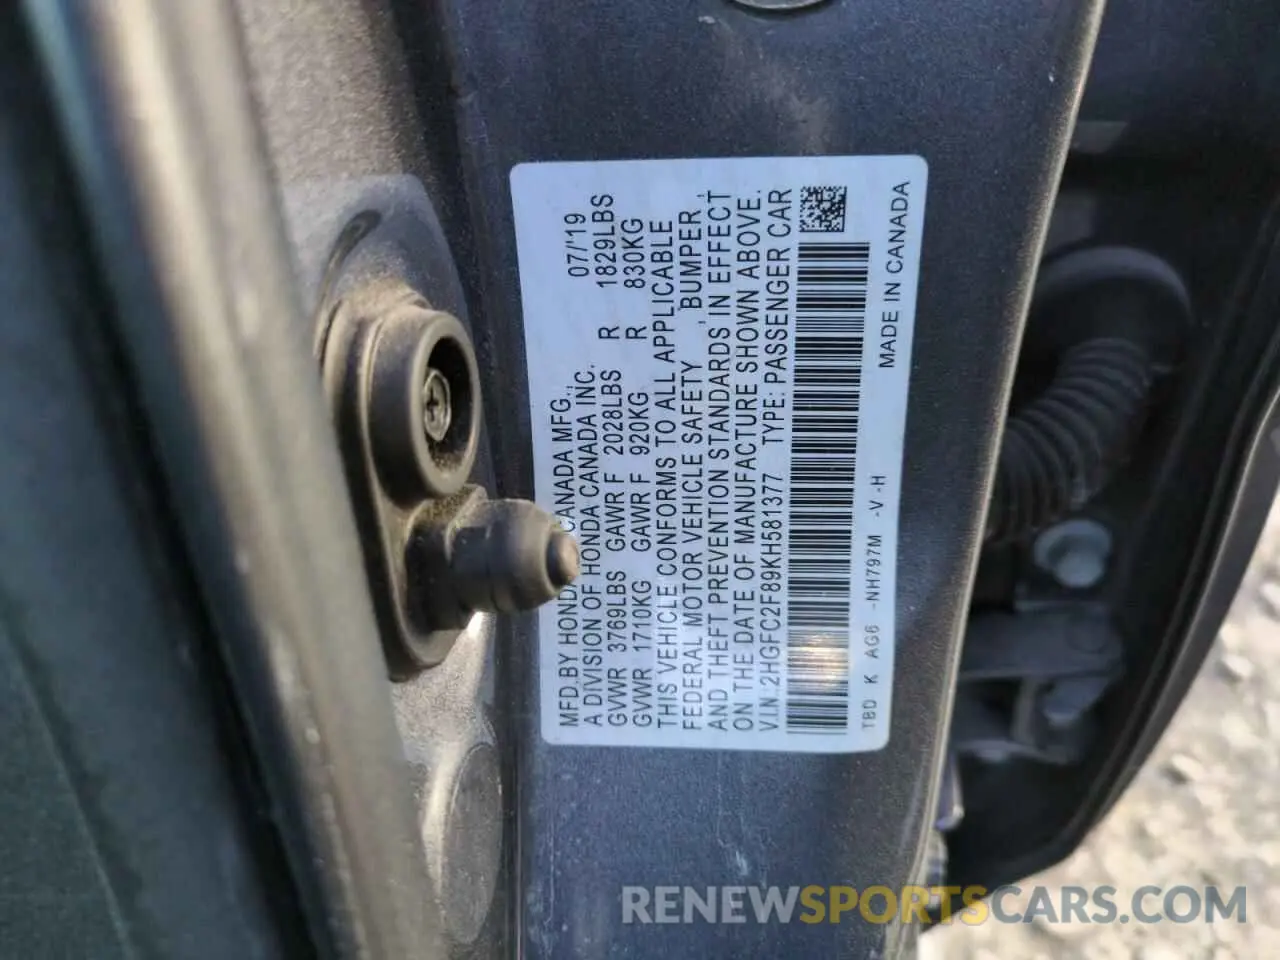 MFD.BY HONDA CANADA MFG., 07/'19
A DIVISION OF HONDA CANADA INC.
GVWR 3769LBS GAWR F 2028LBS R 1829LBS
GVWR 1710KG GAWR F 920KG R 830KG
THIS VEHICLE CONFORMS TO ALL APPLICABLE
FEDERAL MOTOR VEHICLE SAFETY , BUMPER ,
AND THEFT PREVENTION STANDARDS IN EFFECT
ON THE DATE OF MANUFACTURE SHOWN ABOVE.
V.I.N.:2HGFC2F89KH581377 TYPE: PASSENGER CAR
TBD K AG6 -NH797M -V -H
MADE IN CANADA
RENEWSPORTSCARS.COM